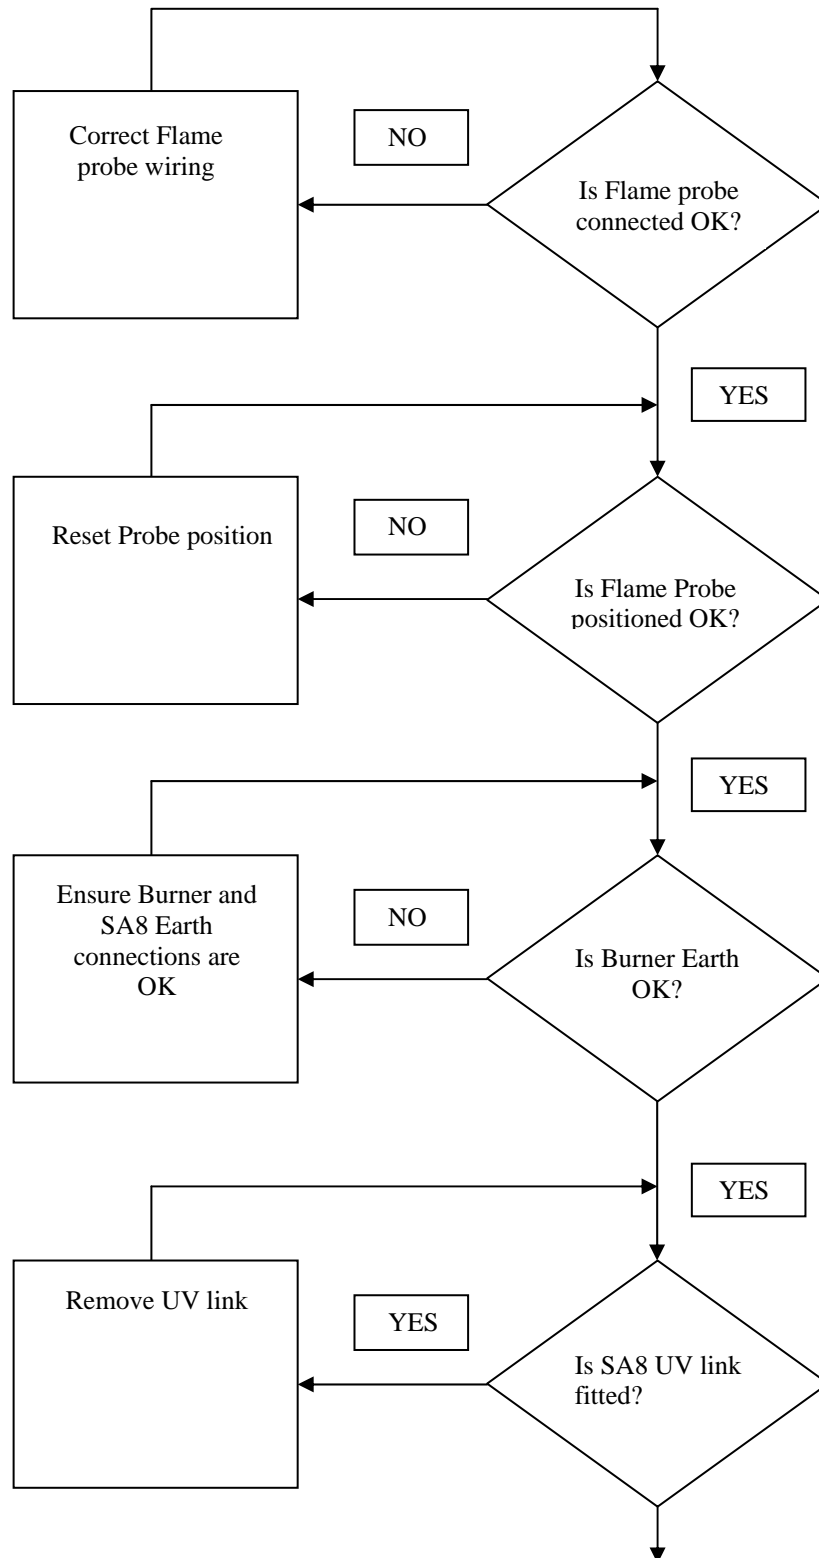 Correct Flame
probe wiring
NO
Is Flame probe
connected OK?
YES
Reset Probe position
NO
Is Flame Probe
positioned OK?
YES
Ensure Burner and
SA8 Earth
connections are
OK
NO
Is Burner Earth
OK?
YES
Remove UV link
YES
Is SA8 UV link
fitted?